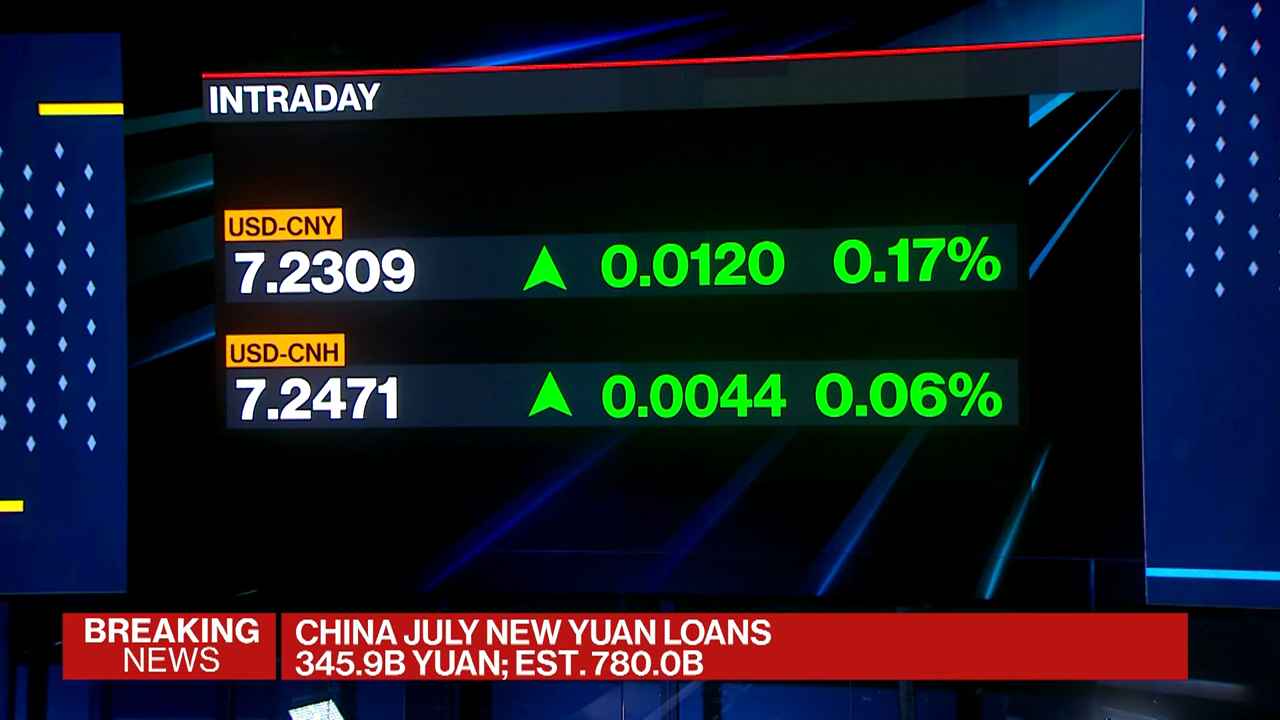 INTRADAY
USD-CNY
7.2309 ▲ 0.0120 0.17%
USD-CNH
7.2471 ▲ 0.0044 0.06%
BREAKING
NEWS
CHINA JULY NEW YUAN LOANS
345.9B YUAN; EST. 780.0B